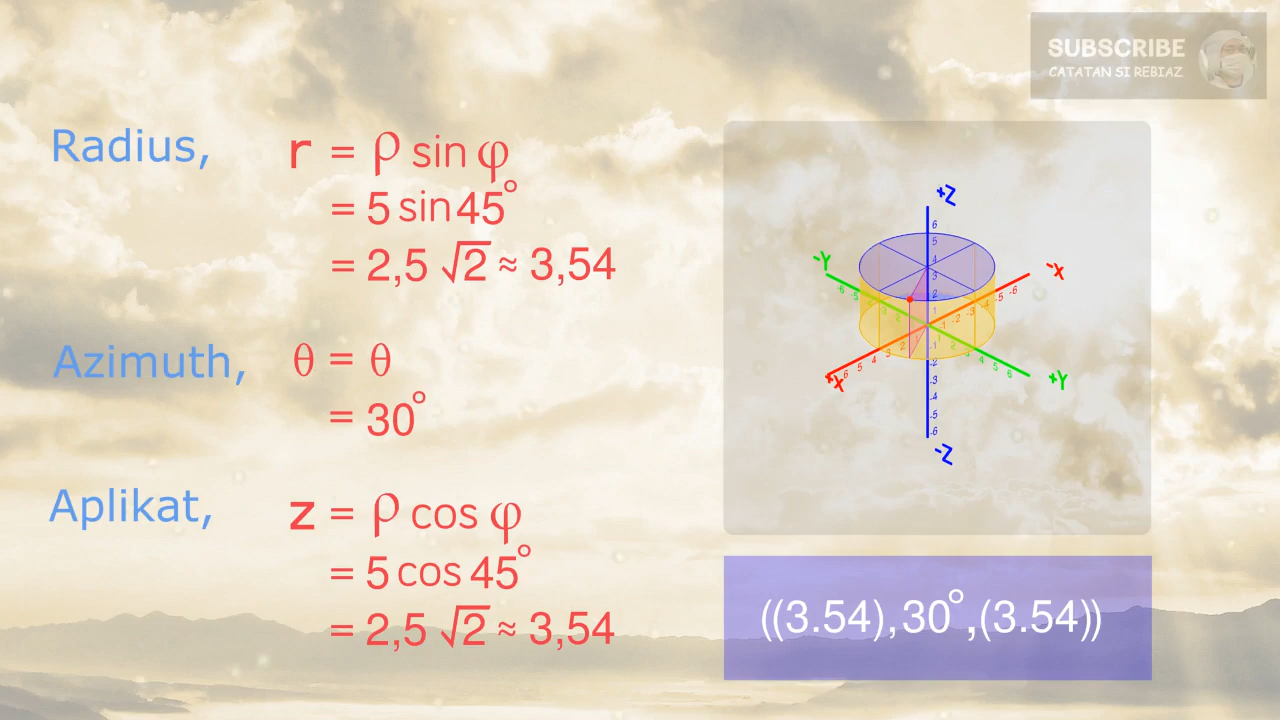 SUBSCRIBE
CATATAN SI REBIAZ
Radius, r = ρ sin φ
= 5 sin 45°
= 2,5 √2 ≈ 3,54
Azimuth, θ = θ
= 30°
Aplikat, z = ρ cos φ
= 5 cos 45°
= 2,5 √2 ≈ 3,54
+Z
-Y
-X
+X
+Y
-Z
((3.54),30°,(3.54))